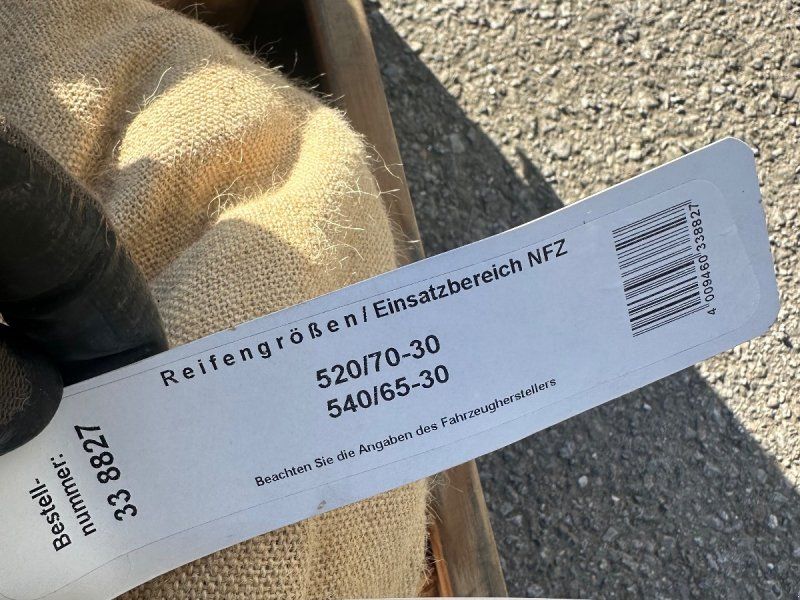 Reifengrößen/Einsatzbereich NFZ
520/70-30
540/65-30
Beachten Sie die Angaben des Fahrzeugherstellers
Bestell-
nummer:
33 8827
4 009460 338827